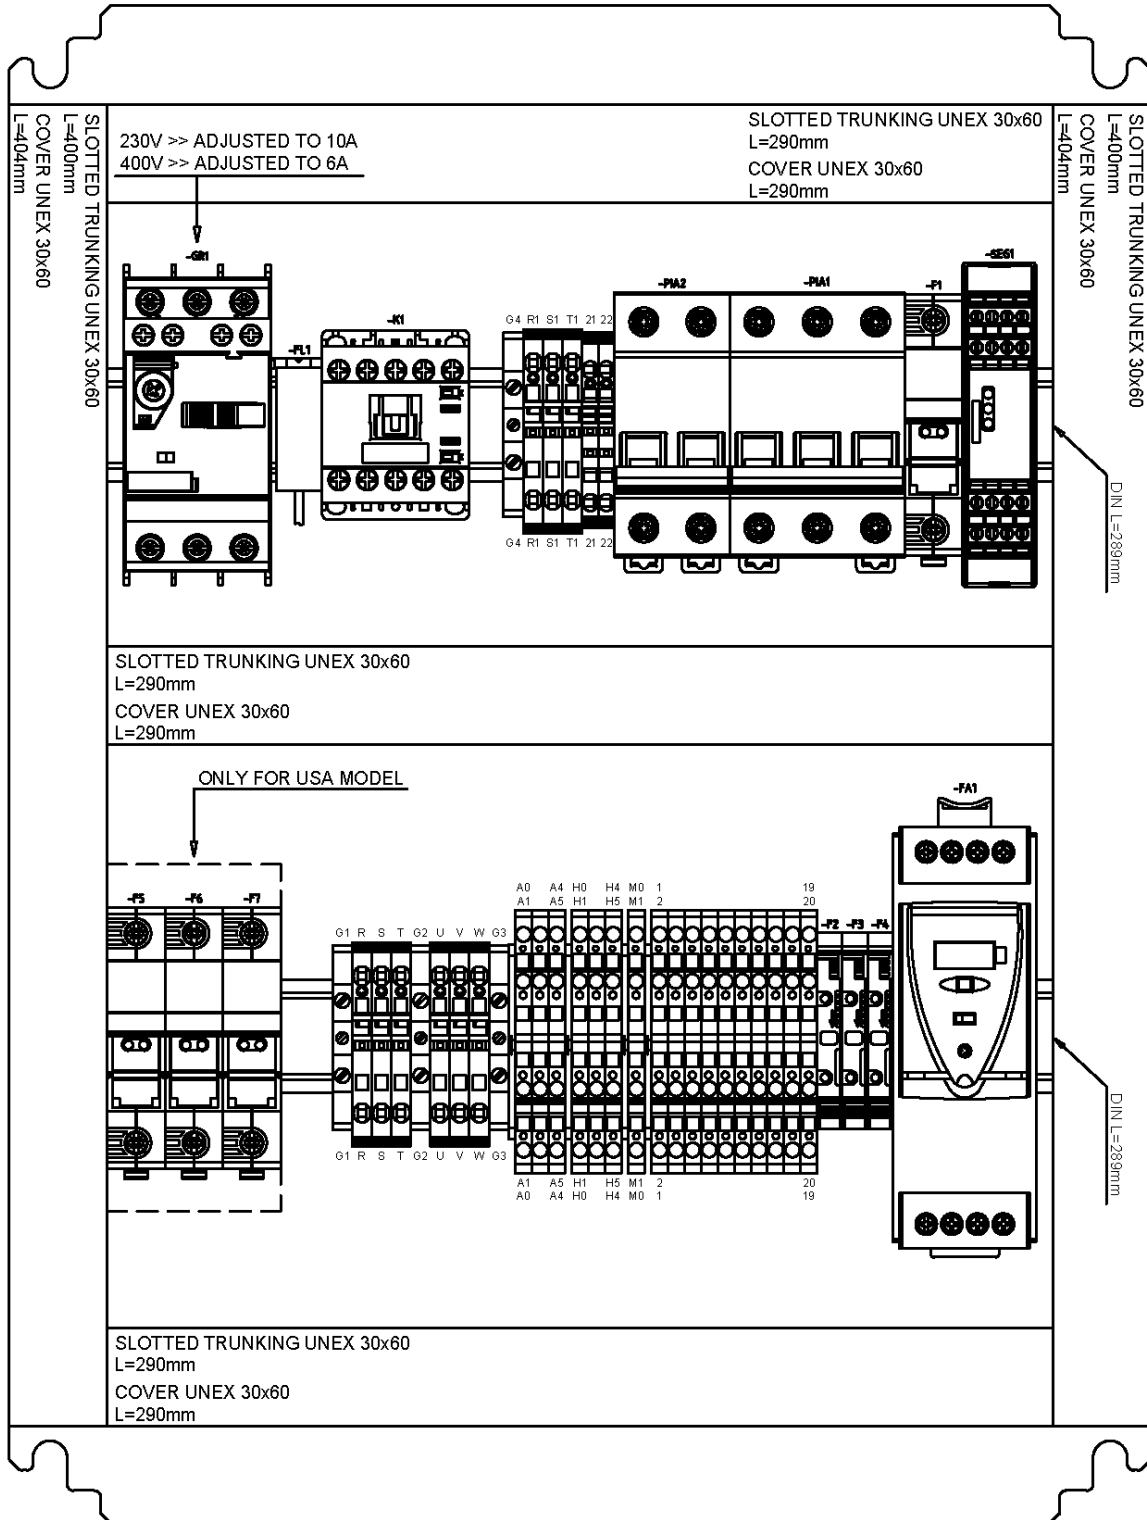 SLOTTED TRUNKING UNEX 30x60
L=400mm
COVER UNEX 30x60
L=404mm
230V >> ADJUSTED TO 10A
400V >> ADJUSTED TO 6A
SLOTTED TRUNKING UNEX 30x60
L=290mm
COVER UNEX 30x60
L=290mm
SLOTTED TRUNKING UNEX 30x60
L=400mm
COVER UNEX 30x60
L=404mm
-GR1
-FL1
-K1
-PIA2
-PIA1
-F1
-SEG1
G4 R1 S1 T1 21 22
G4 R1 S1 T1 21 22
DIN L=289mm
SLOTTED TRUNKING UNEX 30x60
L=290mm
COVER UNEX 30x60
L=290mm
ONLY FOR USA MODEL
-FA1
-F5
-F6
-F7
A0 A4 H0 H4 M0 1 19
A1 A5 H1 H5 M1 2 20
-F2
-F3
-F4
G1 R S T G2 U V W G3
G1 R S T G2 U V W G3
A1 A5 H1 H5 M1 2 20
A0 A4 H0 H4 M0 1 19
DIN L=289mm
SLOTTED TRUNKING UNEX 30x60
L=290mm
COVER UNEX 30x60
L=290mm